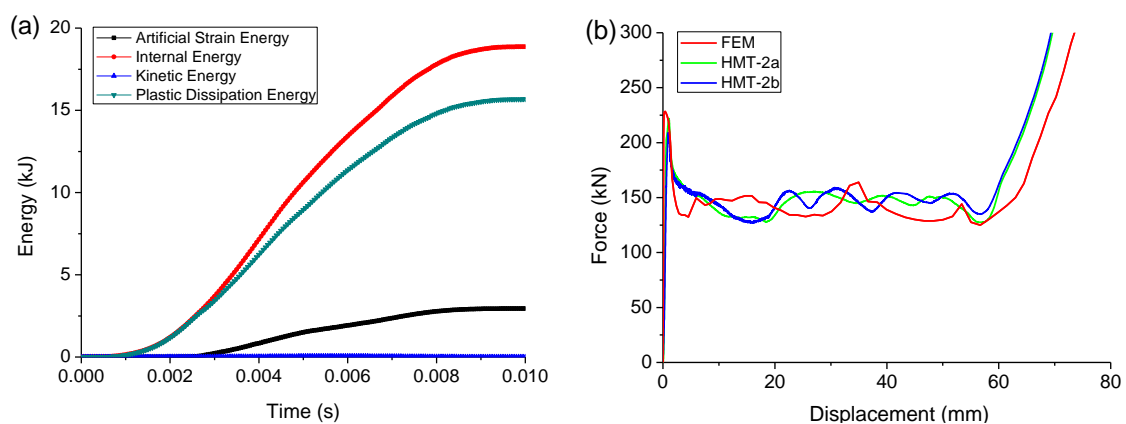 (a)
Artificial Strain Energy
Internal Energy
Kinetic Energy
Plastic Dissipation Energy
20
15
10
5
0
Energy (kJ)
0.000 0.002 0.004 0.006 0.008 0.010
Time (s)
(b)
FEM
HMT-2a
HMT-2b
300
250
200
150
100
50
0
Force (kN)
0 20 40 60 80
Displacement (mm)